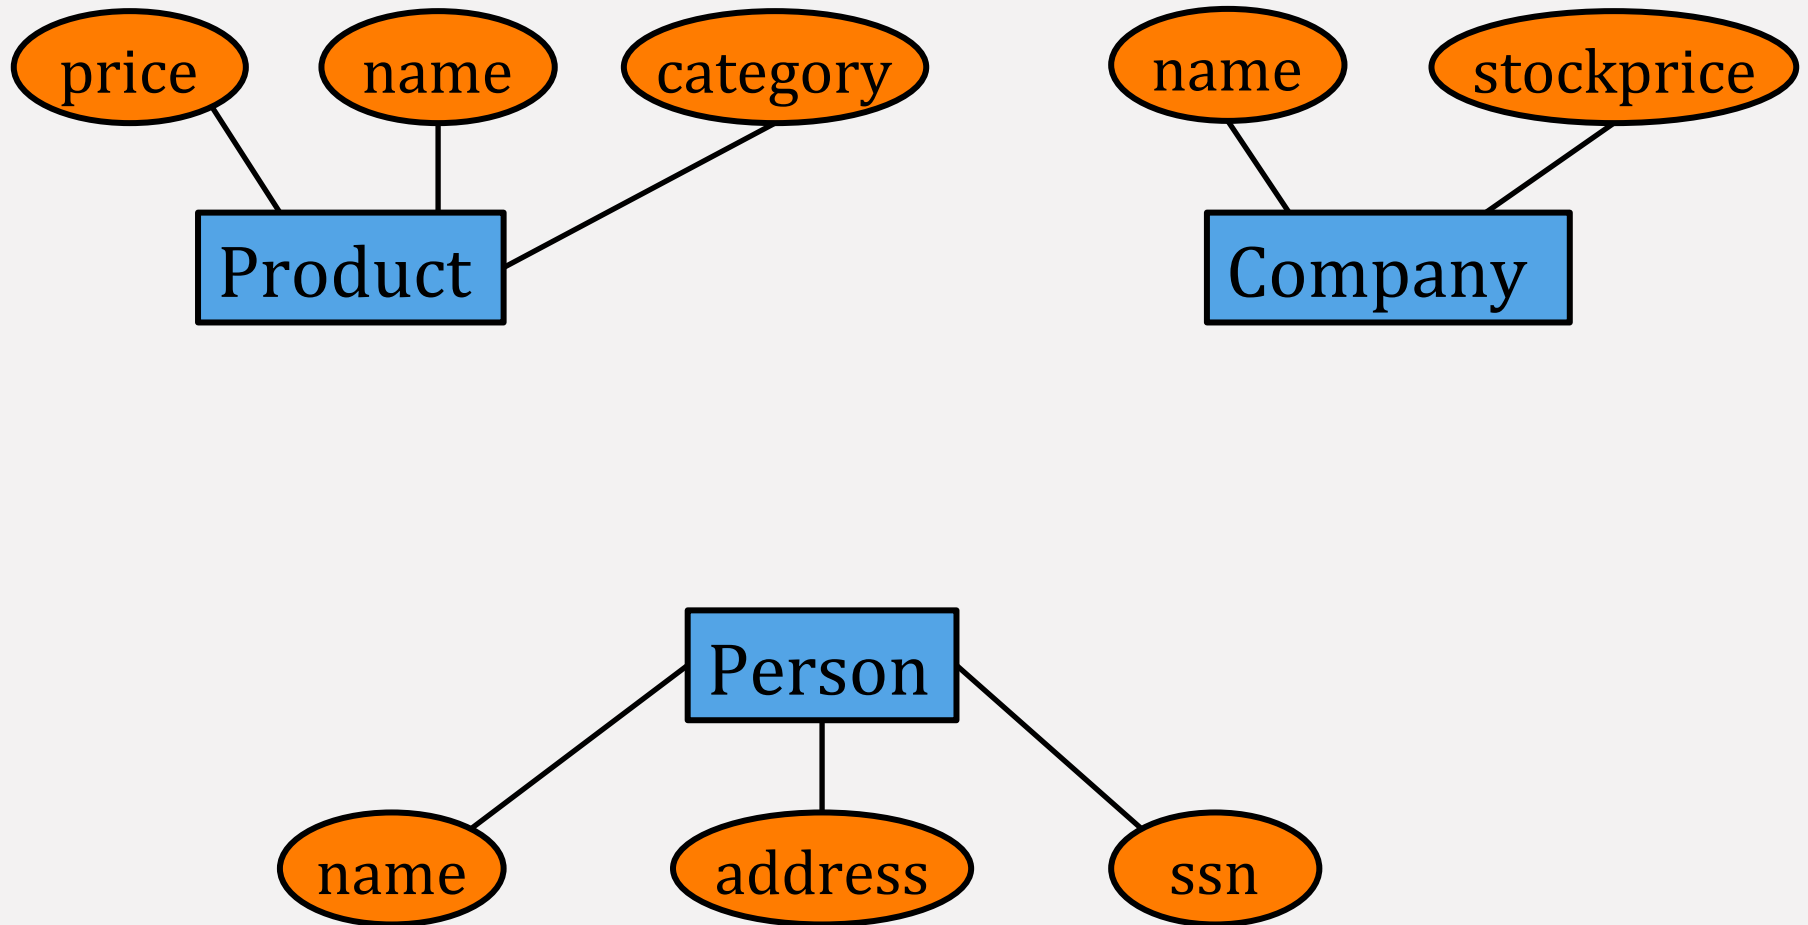 price
name
category
name
stockprice
Product
Company
Person
name
address
ssn